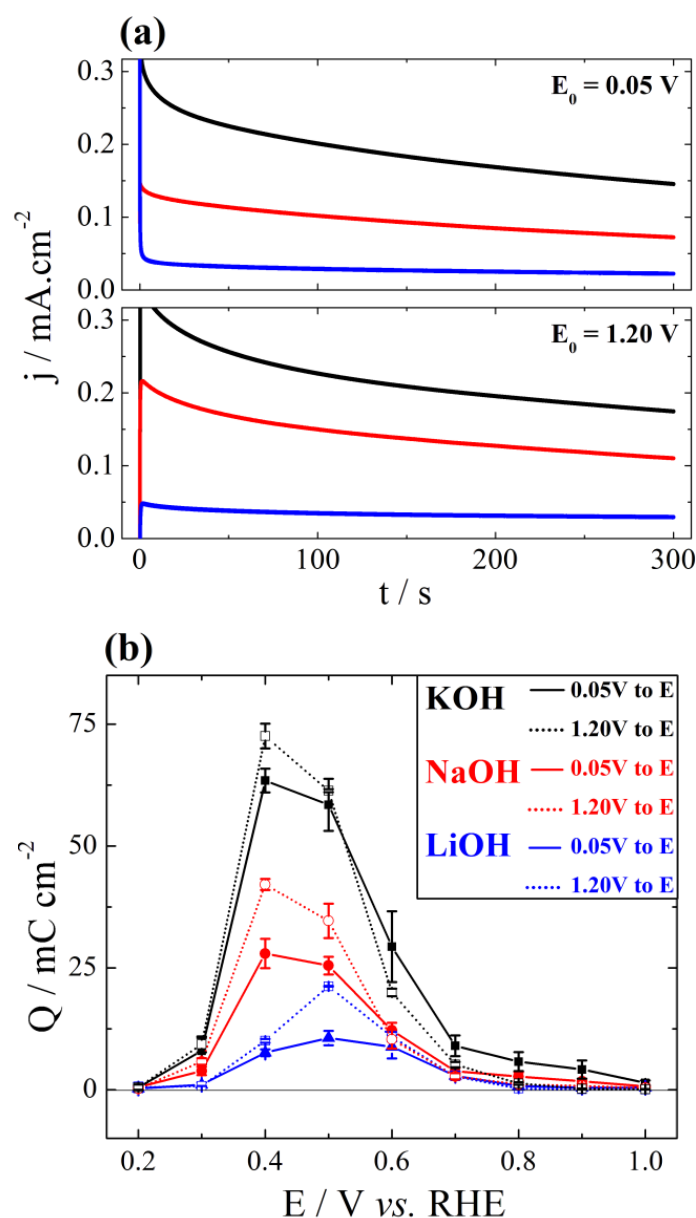 (a)
0.3
0.2
0.1
0.0
E₀ = 0.05 V
0.3
0.2
0.1
0.0
E₀ = 1.20 V
j / mA.cm⁻²
0 100 200 300
t / s
(b)
75
50
25
0
Q / mC cm⁻²
KOH 0.05V to E
1.20V to E
NaOH 0.05V to E
1.20V to E
LiOH 0.05V to E
1.20V to E
0.2 0.4 0.6 0.8 1.0
E / V vs. RHE